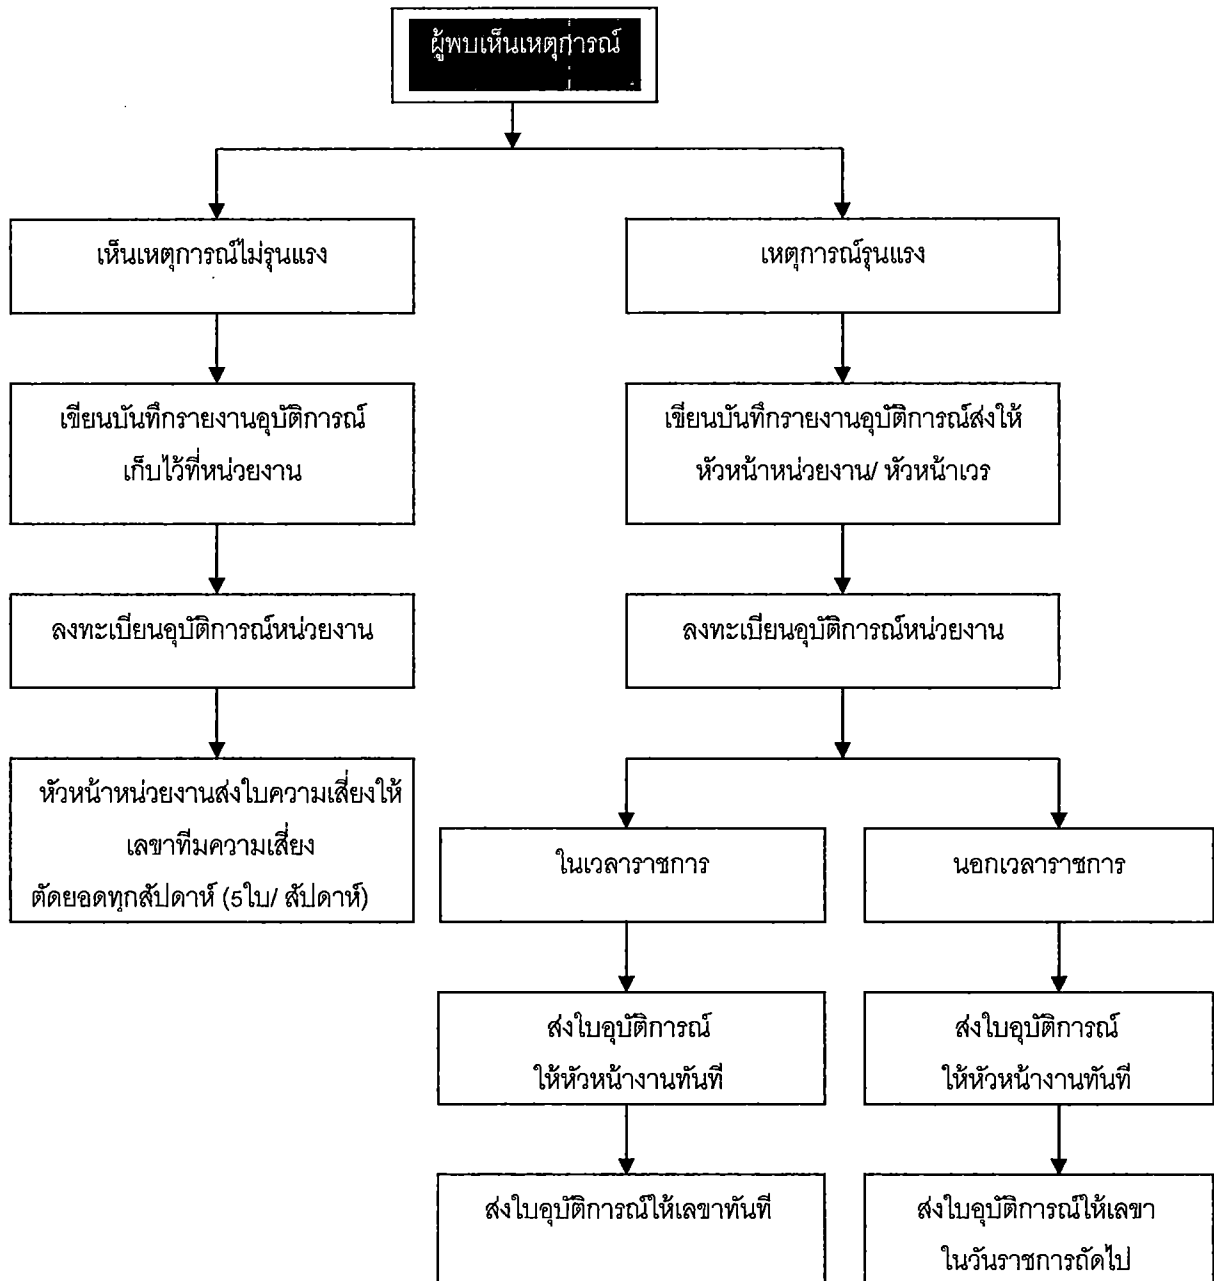 ผู้พบเห็นเหตุการณ์
เห็นเหตุการณ์ไม่รุนแรง
เหตุการณ์รุนแรง
เขียนบันทึกรายงานอุบัติการณ์
เก็บไว้ที่หน่วยงาน
เขียนบันทึกรายงานอุบัติการณ์ส่งให้
หัวหน้าหน่วยงาน/ หัวหน้าเวร
ลงทะเบียนอุบัติการณ์หน่วยงาน
ลงทะเบียนอุบัติการณ์หน่วยงาน
หัวหน้าหน่วยงานส่งใบความเสี่ยงให้
เลขาทีมความเสี่ยง
ตัดยอดทุกสัปดาห์ (5ใบ/ สัปดาห์)
ในเวลาราชการ
นอกเวลาราชการ
ส่งใบอุบัติการณ์
ให้หัวหน้างานทันที
ส่งใบอุบัติการณ์
ให้หัวหน้างานทันที
ส่งใบอุบัติการณ์ให้เลขาทันที
ส่งใบอุบัติการณ์ให้เลขา
ในวันราชการถัดไป